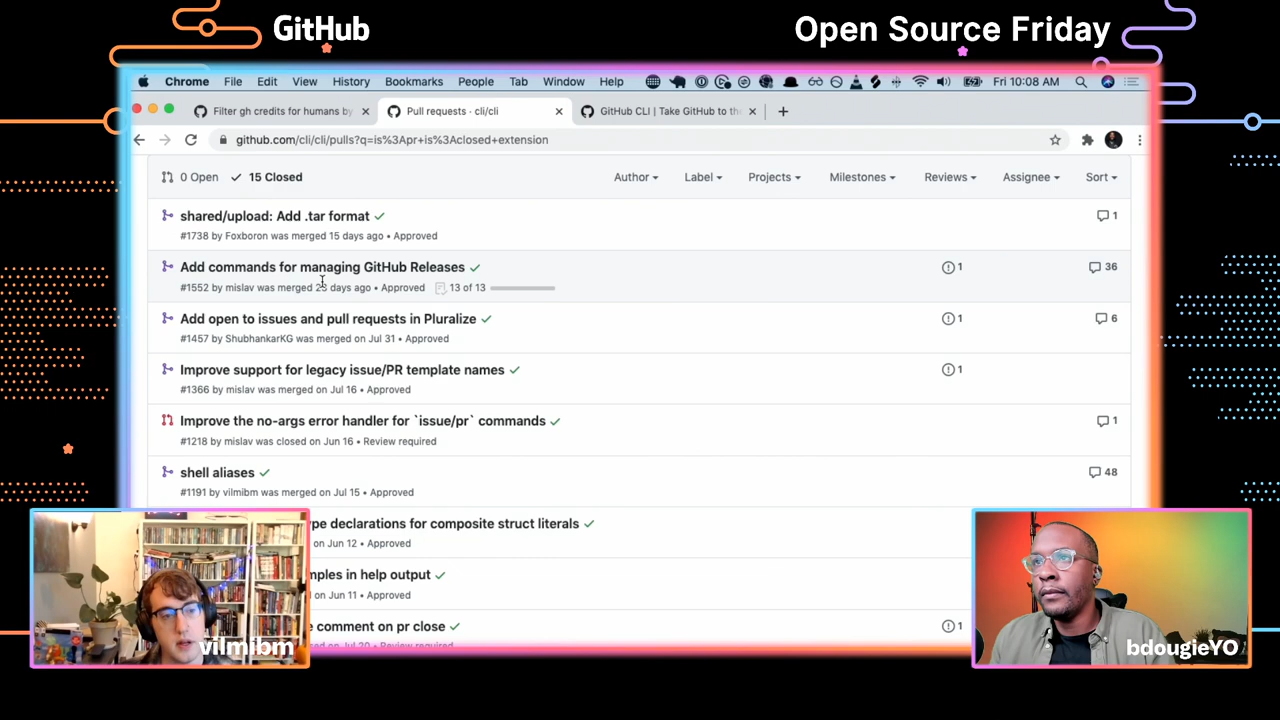 GitHub
Open Source Friday
Chrome File Edit View History Bookmarks People Tab Window Help Fri 10:08 AM
Filter gh credits for humans by
Pull requests · cli/cli
GitHub CLI | Take GitHub to the
github.com/cli/cli/pulls?q=is%3Apr+is%3Aclosed+extension
0 Open 15 Closed Author Label Projects Milestones Reviews Assignee Sort
shared/upload: Add .tar format 1
#1738 by Foxboron was merged 15 days ago • Approved
Add commands for managing GitHub Releases 1 36
#1552 by mislav was merged 23 days ago • Approved 13 of 13
Add open to issues and pull requests in Pluralize 1 6
#1457 by ShubhankarKG was merged on Jul 31 • Approved
Improve support for legacy issue/PR template names 1
#1366 by mislav was merged on Jul 16 • Approved
Improve the no-args error handler for `issue/pr` commands 1
#1218 by mislav was closed on Jun 16 • Review required
shell aliases 48
#1191 by vilmibm was merged on Jul 15 • Approved
ype declarations for composite struct literals
on Jun 12 • Approved
mples in help output
on Jun 11 • Approved
e comment on pr close 1
sed on Jul 20 • Review required
vilmibm
bdougieYO